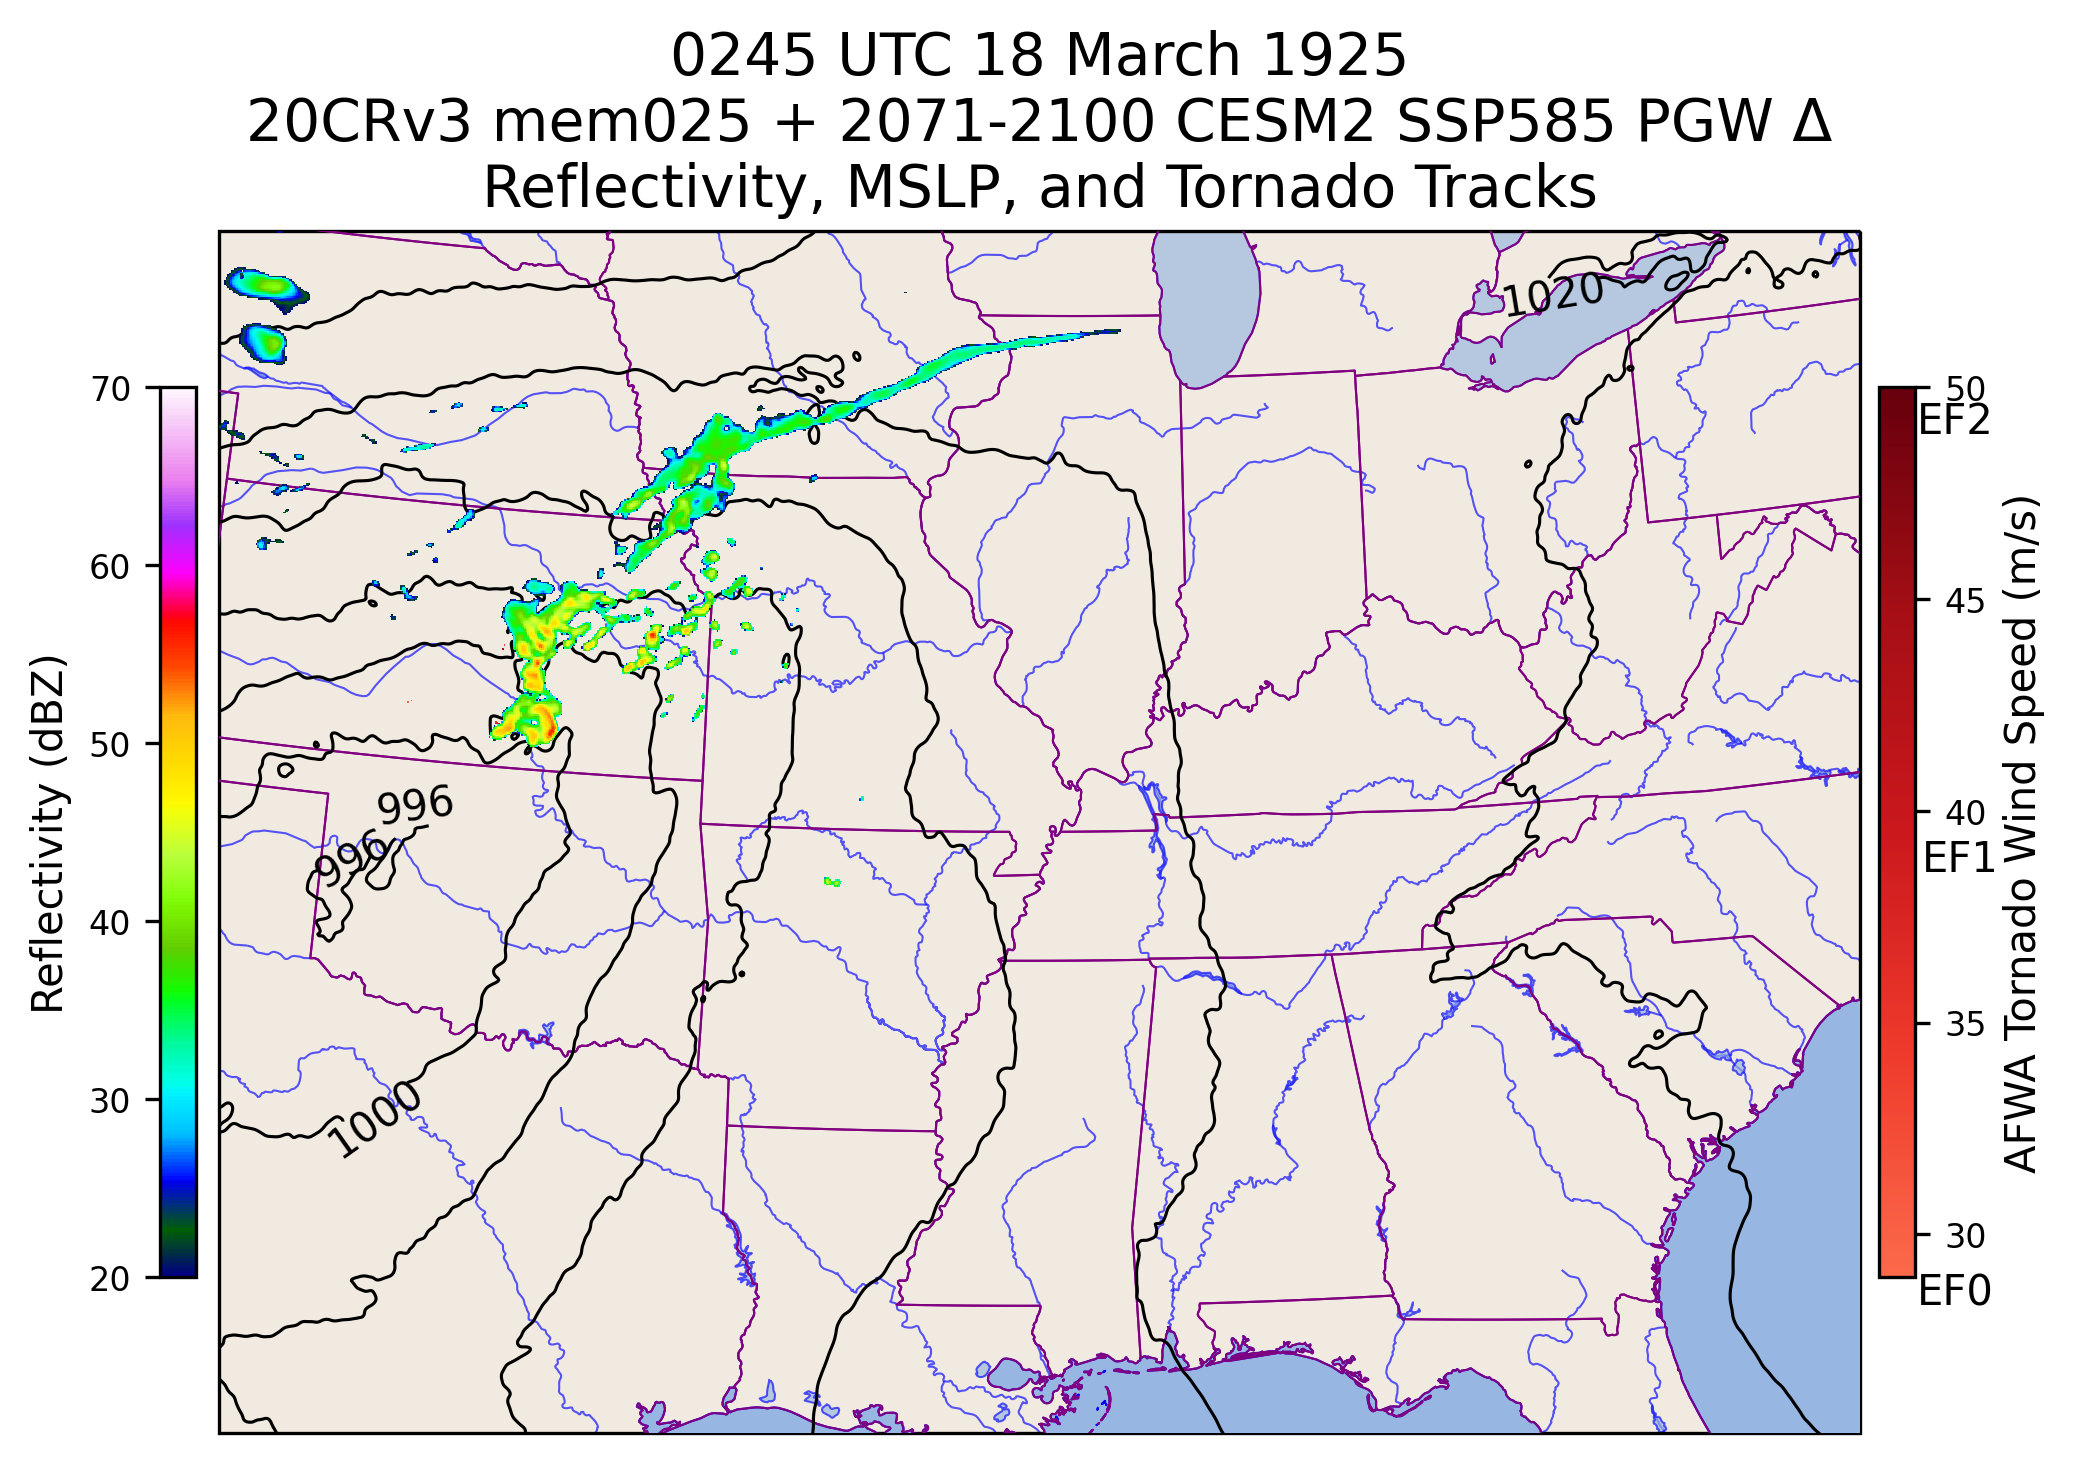 0245 UTC 18 March 1925
20CRv3 mem025 + 2071-2100 CESM2 SSP585 PGW Δ
Reflectivity, MSLP, and Tornado Tracks
70
60
50
40
30
20
Reflectivity (dBZ)
1020
996
996
1000
50
EF2
45
40
EF1
35
30
EF0
AFWA Tornado Wind Speed (m/s)